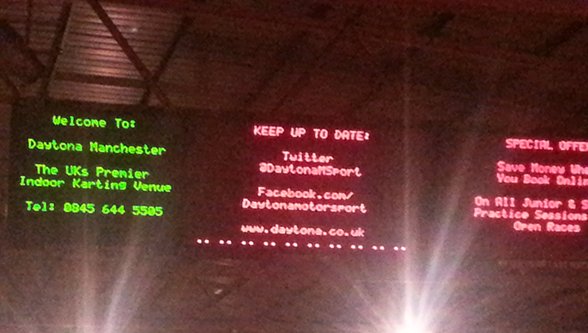 Welcome To:
Daytona Manchester
The UKs Premier
Indoor Karting Venue
Tel: 0845 644 5505
KEEP UP TO DATE:
Twitter
@DaytonaMSport
Facebook.com/
Daytonamotorsport
www.daytona.co.uk
SPECIAL OFFE
Save Money Whe
You Book Onlin
On All Junior & S
Practice Sessions
Open Races